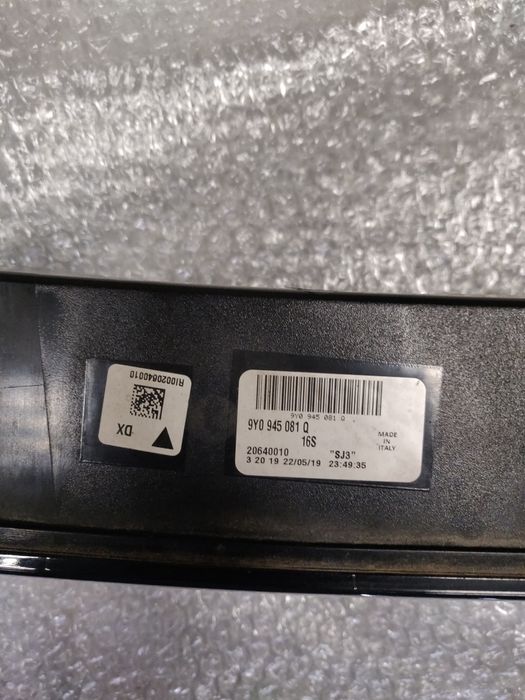 RI0020640010
DX
9Y0 945 081 Q
9Y0 945 081 Q
16S
MADE
IN
ITALY
20640010 "SJ3"
3 20 19 22/05/19 23:49:35